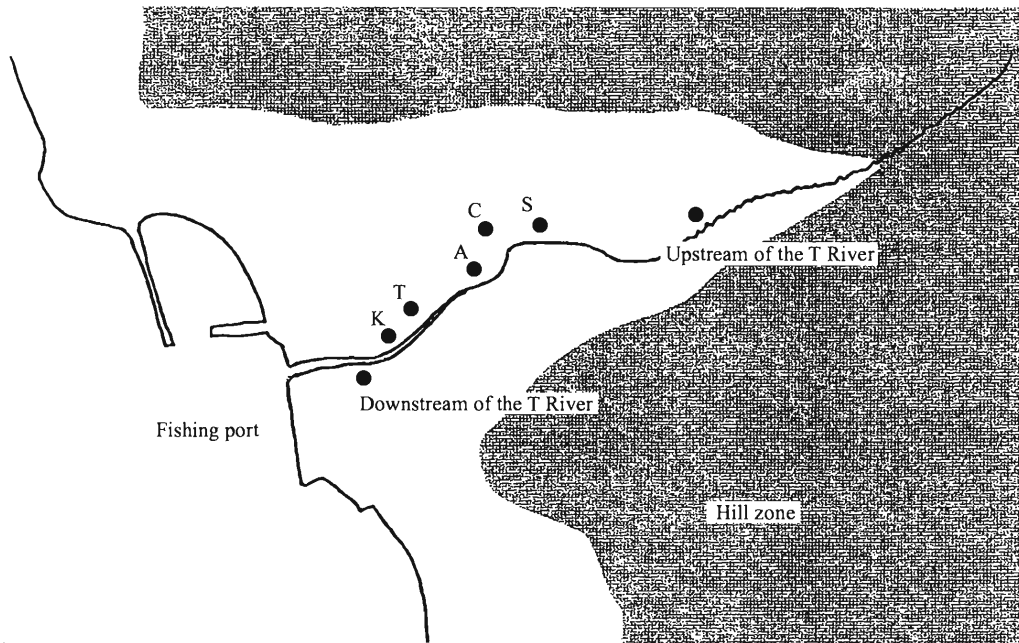 C
S
A
Upstream of the T River
T
K
Downstream of the T River
Fishing port
Hill zone